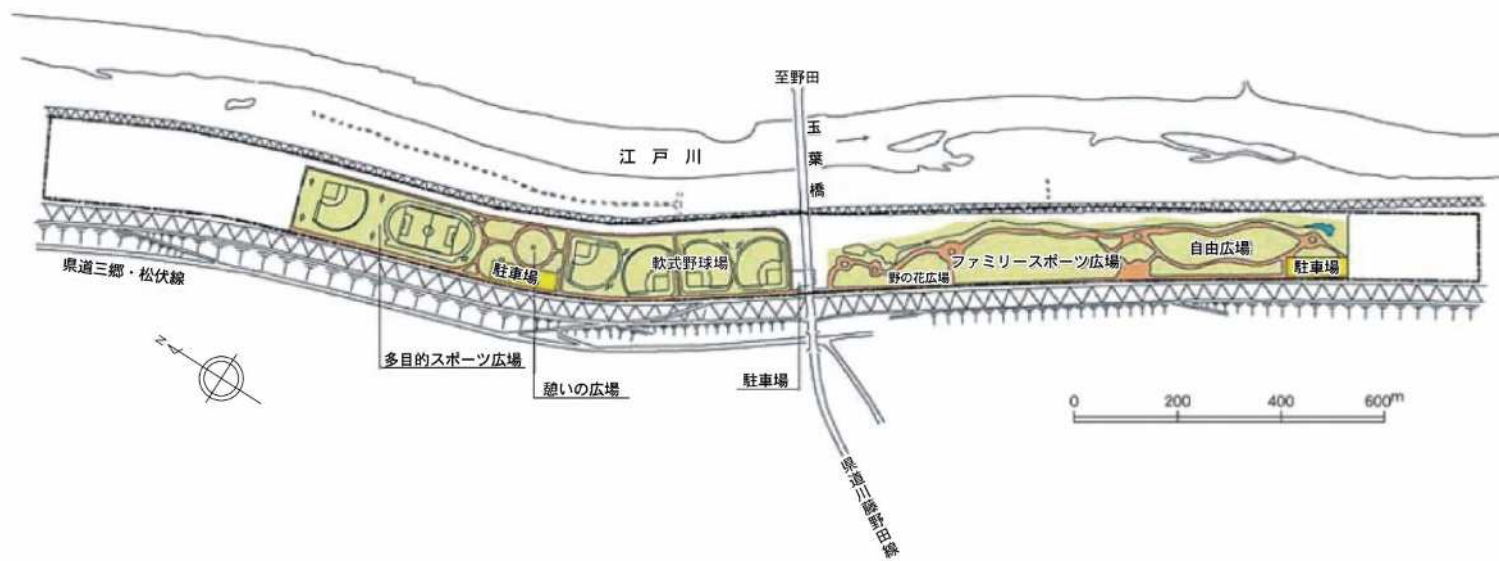 至野田
玉葉橋
江戸川
県道三郷・松伏線
駐車場
軟式野球場
野の花広場
ファミリースポーツ広場
自由広場
駐車場
多目的スポーツ広場
憩いの広場
駐車場
N
0 200 400 600m
県道川藤野田線